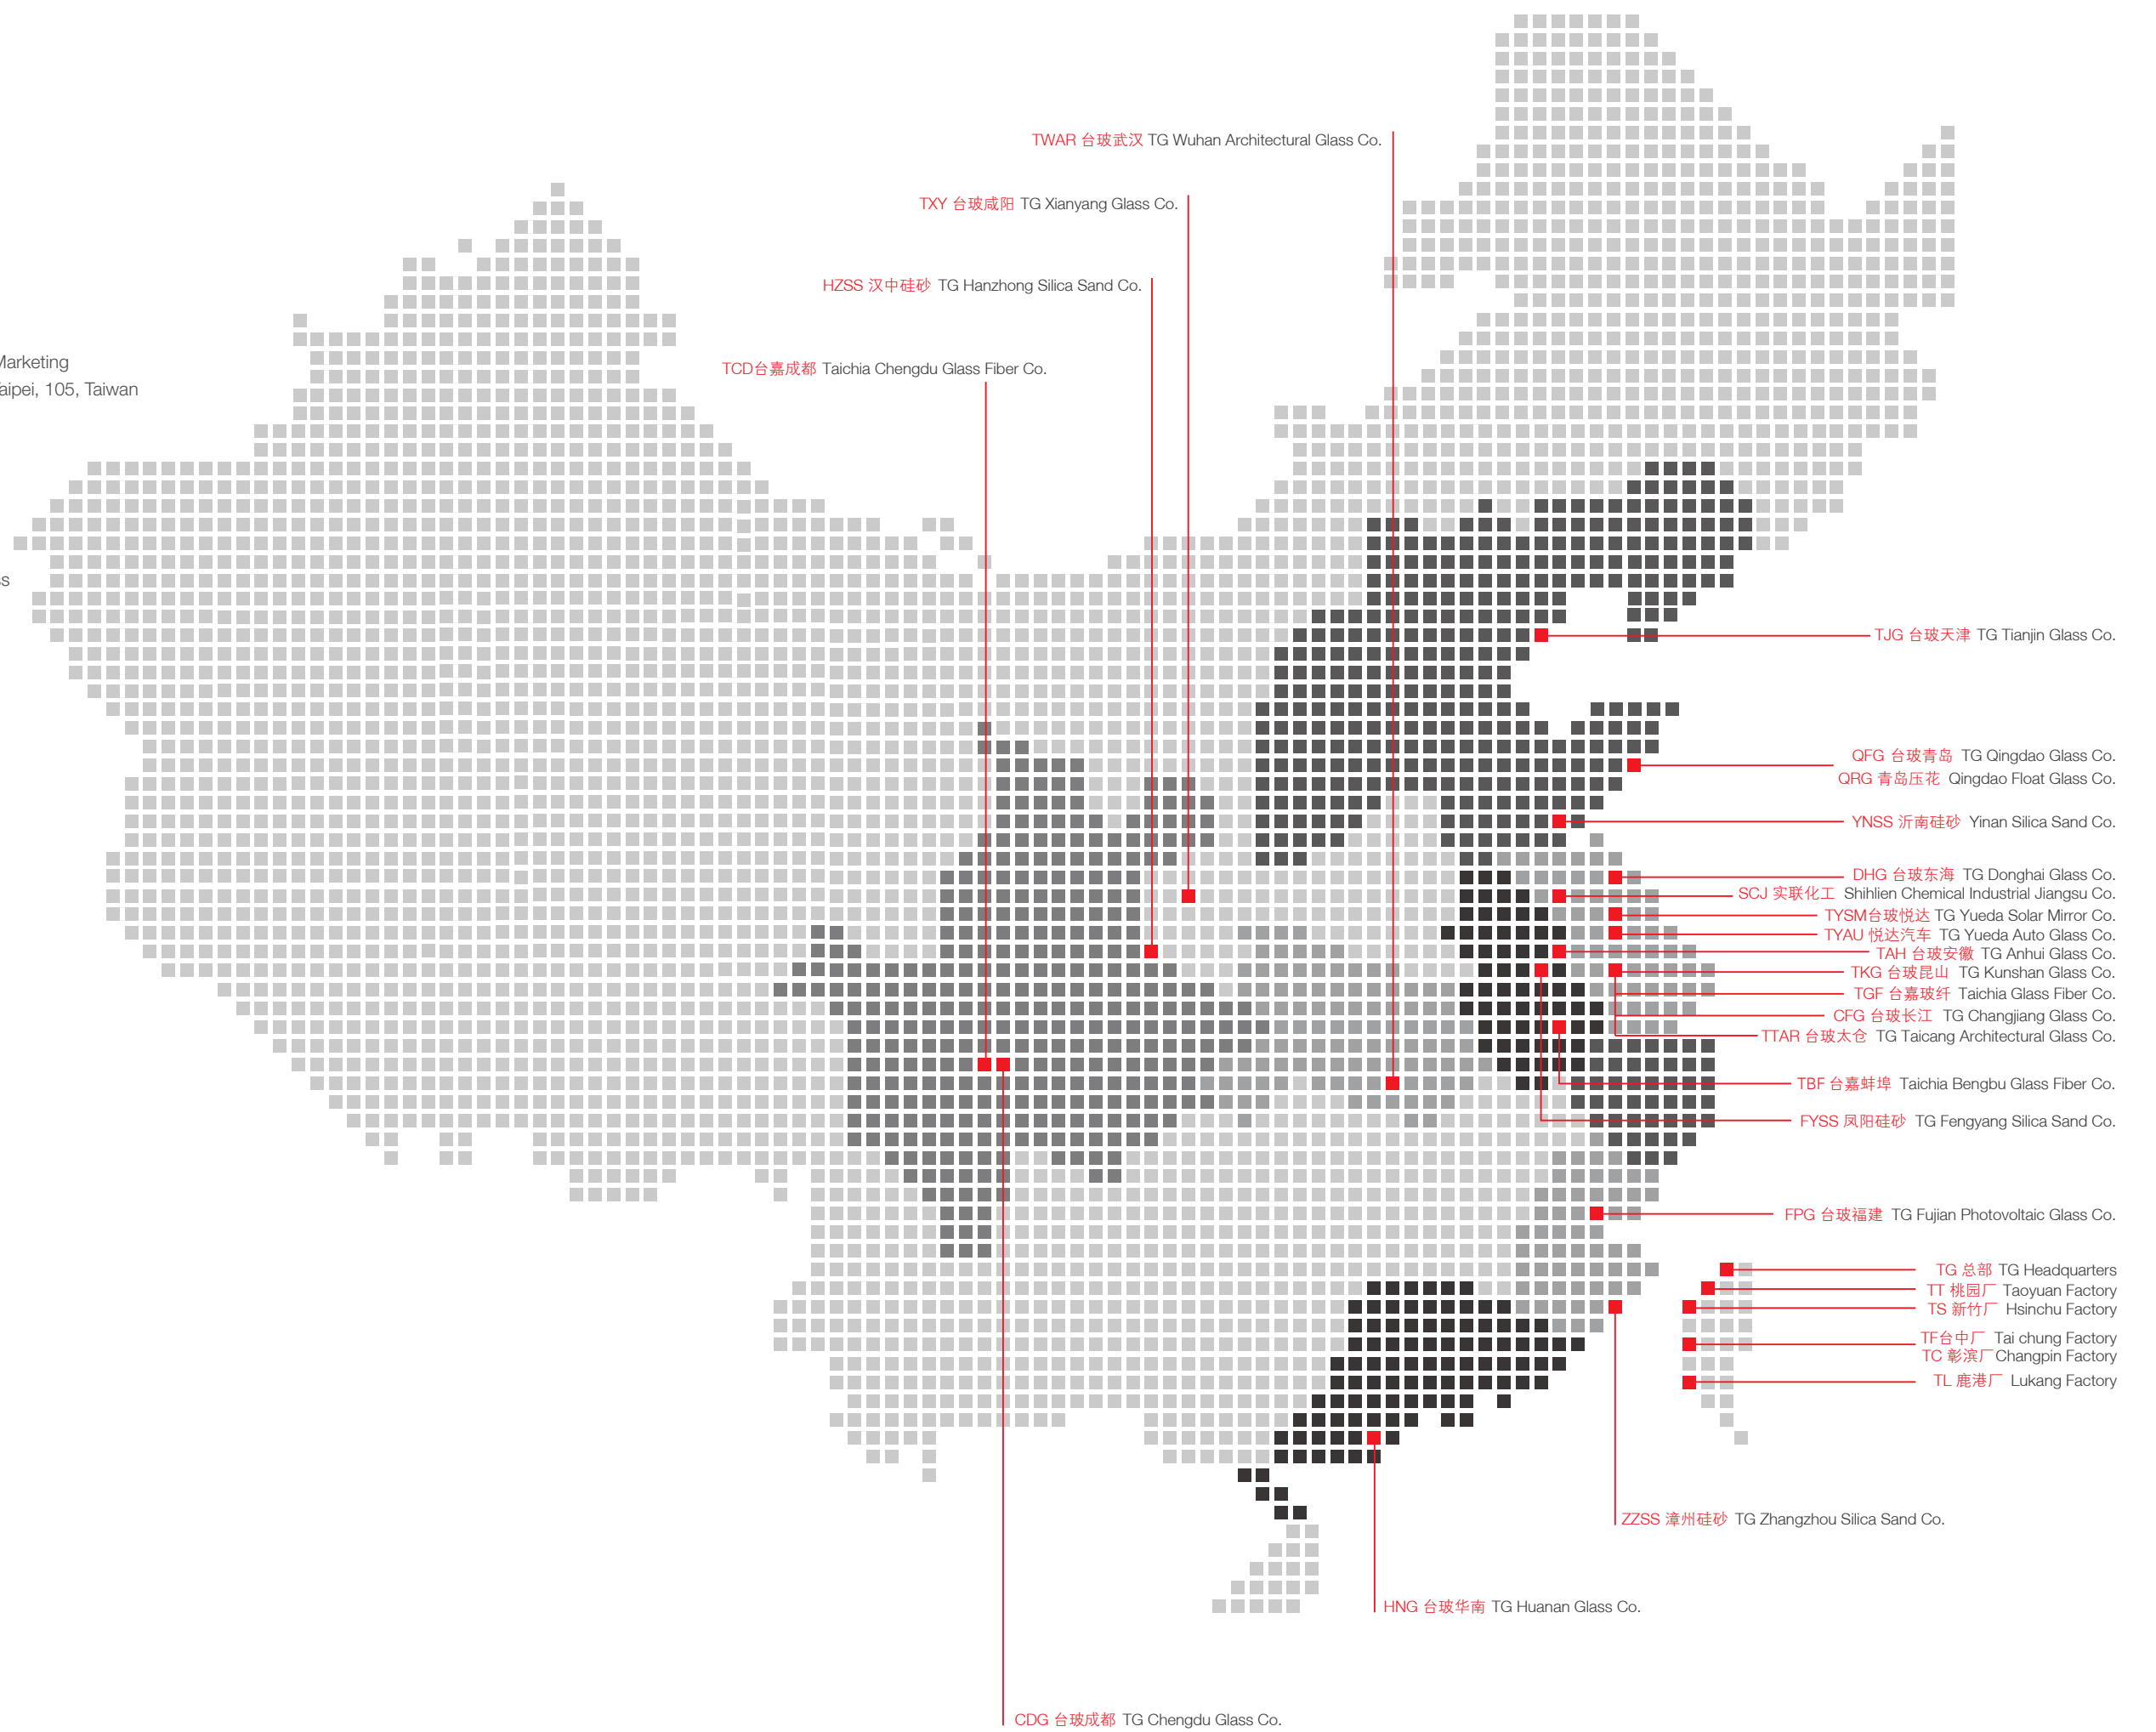 TWAR 台玻武汉 TG Wuhan Architectural Glass Co.
TXY 台玻咸阳 TG Xianyang Glass Co.
HZSS 汉中硅砂 TG Hanzhong Silica Sand Co.
Marketing
TCD台嘉成都 Taichia Chengdu Glass Fiber Co.
aipei, 105, Taiwan
s
TJG 台玻天津 TG Tianjin Glass Co.
QFG 台玻青岛 TG Qingdao Glass Co.
QRG 青岛压花 Qingdao Float Glass Co.
YNSS 沂南硅砂 Yinan Silica Sand Co.
DHG 台玻东海 TG Donghai Glass Co.
SCJ 实联化工 Shihlien Chemical Industrial Jiangsu Co.
TYSM台玻悦达 TG Yueda Solar Mirror Co.
TYAU 悦达汽车 TG Yueda Auto Glass Co.
TAH 台玻安徽 TG Anhui Glass Co.
TKG 台玻昆山 TG Kunshan Glass Co.
TGF 台嘉玻纤 Taichia Glass Fiber Co.
CFG 台玻长江 TG Changjiang Glass Co.
TTAR 台玻太仓 TG Taicang Architectural Glass Co.
TBF 台嘉蚌埠 Taichia Bengbu Glass Fiber Co.
FYSS 凤阳硅砂 TG Fengyang Silica Sand Co.
FPG 台玻福建 TG Fujian Photovoltaic Glass Co.
TG 总部 TG Headquarters
TT 桃园厂 Taoyuan Factory
TS 新竹厂 Hsinchu Factory
TF台中厂 Tai chung Factory
TC 彰滨厂Changpin Factory
TL 鹿港厂 Lukang Factory
ZZSS 漳州硅砂 TG Zhangzhou Silica Sand Co.
HNG 台玻华南 TG Huanan Glass Co.
CDG 台玻成都 TG Chengdu Glass Co.